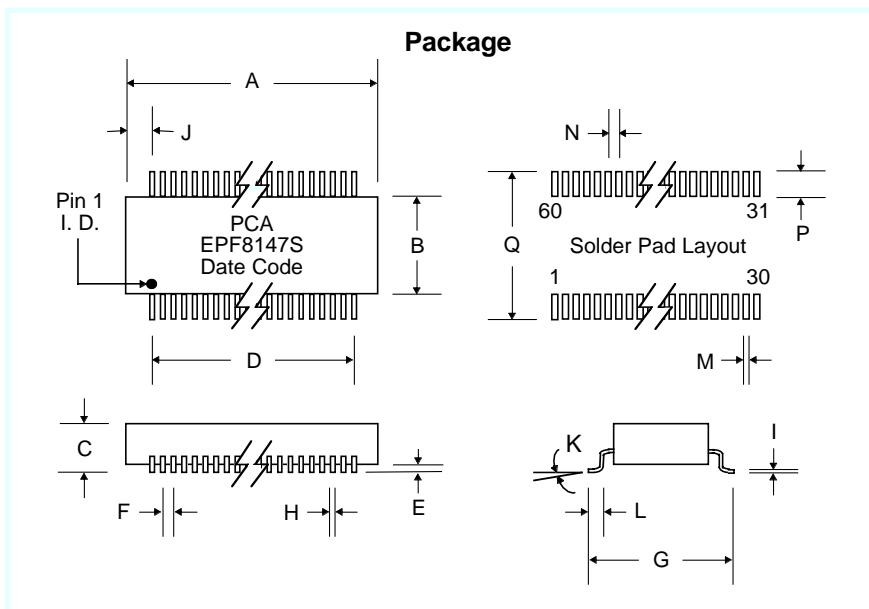 Package
A
J
N
Pin 1
I. D.
PCA
EPF8147S
Date Code
B
60
31
P
Q
Solder Pad Layout
1
30
D
M
C
K
I
F
H
E
L
G